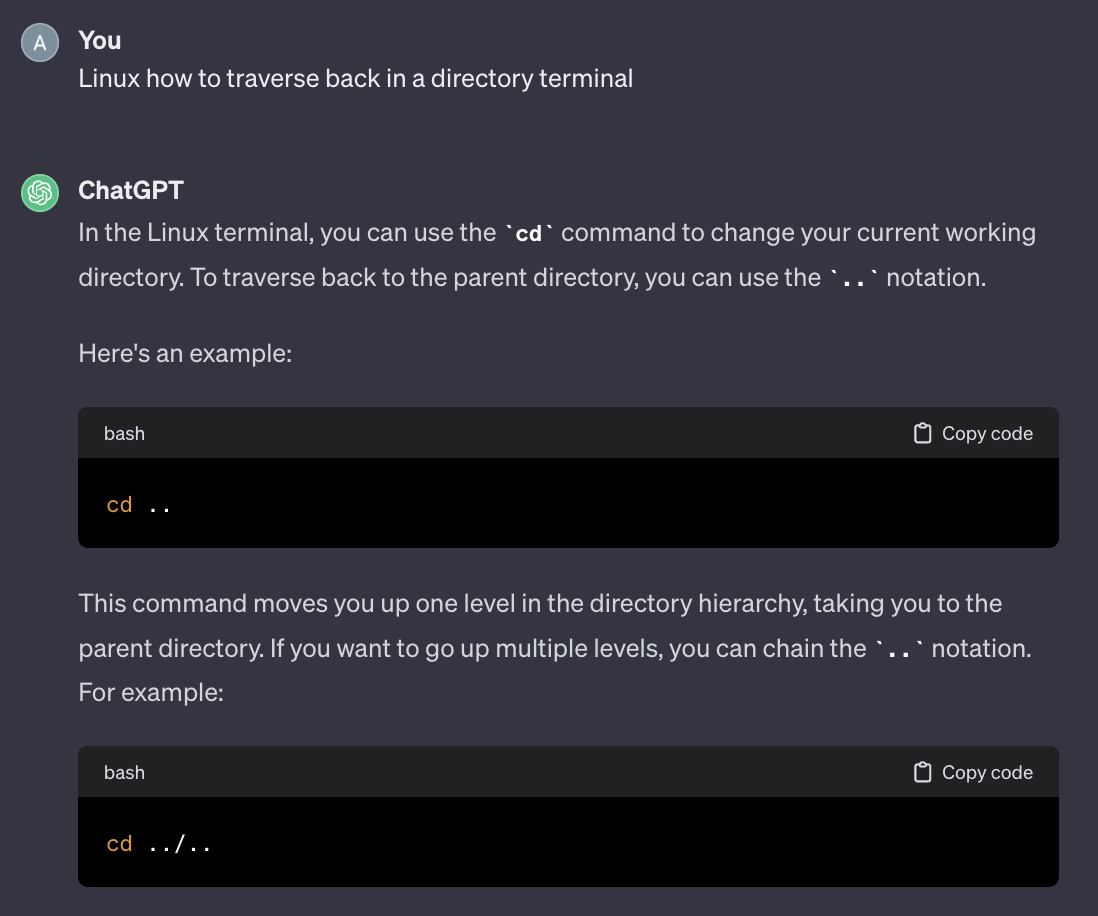 A
You
Linux how to traverse back in a directory terminal
ChatGPT
In the Linux terminal, you can use the `cd` command to change your current working
directory. To traverse back to the parent directory, you can use the `..` notation.
Here's an example:
bash
Copy code
cd ..
This command moves you up one level in the directory hierarchy, taking you to the
parent directory. If you want to go up multiple levels, you can chain the `..` notation.
For example:
bash
Copy code
cd ../..